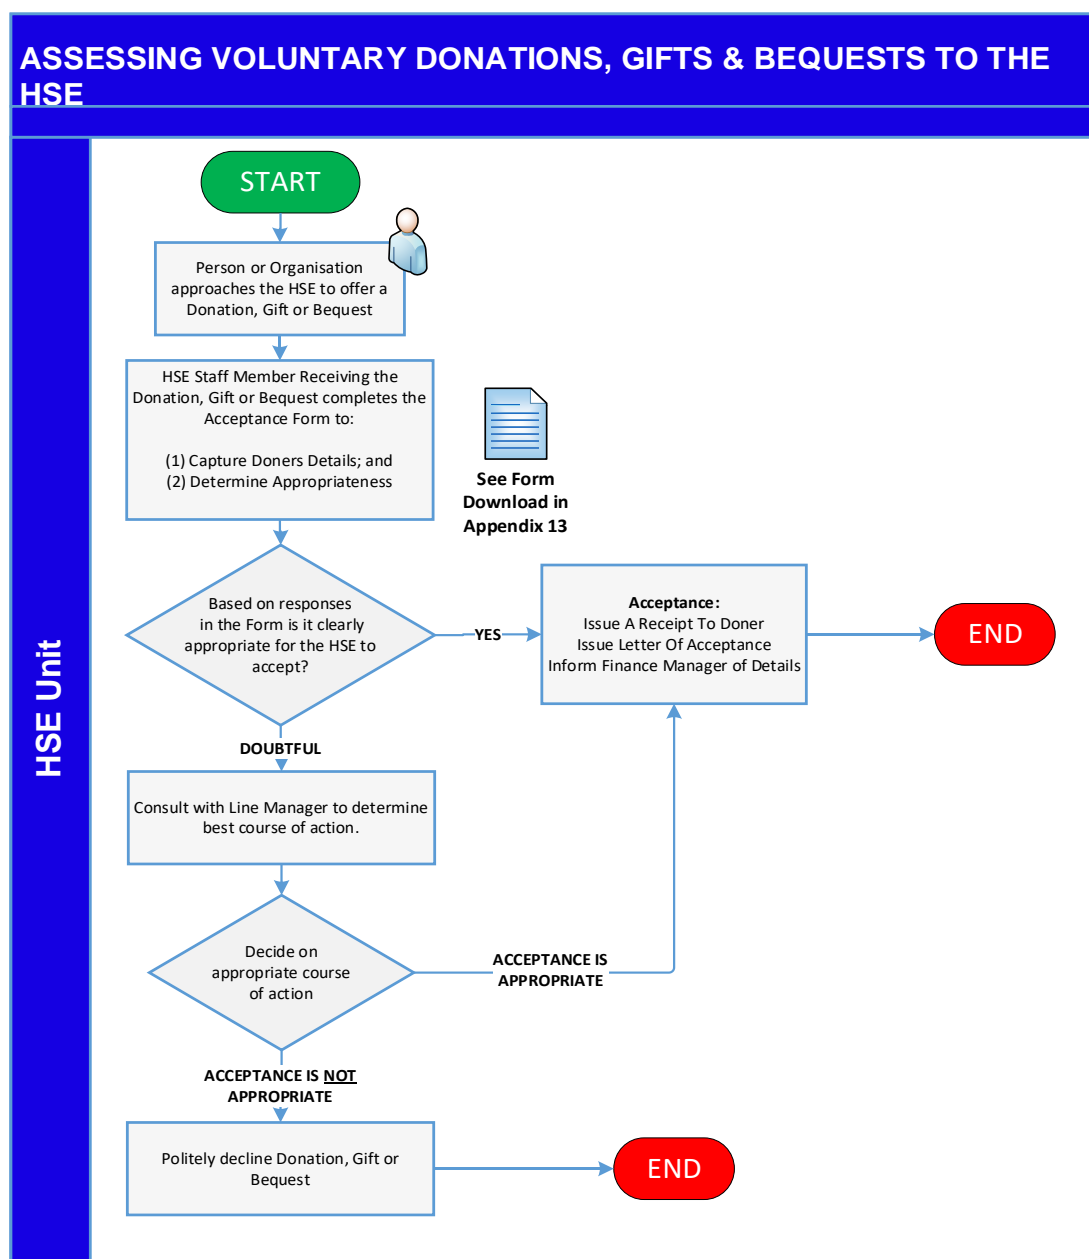 ASSESSING VOLUNTARY DONATIONS, GIFTS & BEQUESTS TO THE
HSE
HSE Unit
START
Person or Organisation
approaches the HSE to offer a
Donation, Gift or Bequest
HSE Staff Member Receiving the
Donation, Gift or Bequest completes the
Acceptance Form to:
(1) Capture Doners Details; and
(2) Determine Appropriateness
See Form
Download in
Appendix 13
Based on responses
in the Form is it clearly
appropriate for the HSE to
accept?
YES
Acceptance:
Issue A Receipt To Doner
Issue Letter Of Acceptance
Inform Finance Manager of Details
END
DOUBTFUL
Consult with Line Manager to determine
best course of action.
Decide on
appropriate course
of action
ACCEPTANCE IS
APPROPRIATE
ACCEPTANCE IS NOT
APPROPRIATE
Politely decline Donation, Gift or
Bequest
END